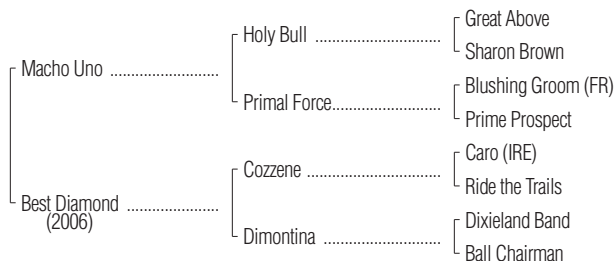 Great Above
Holy Bull ..................................
Sharon Brown
Macho Uno ..................................
Blushing Groom (FR)
Primal Force..................................
Prime Prospect
Caro (IRE)
Cozzene ..................................
Ride the Trails
Best Diamond ..................................
(2006)
Dixieland Band
Dimontina ..................................
Ball Chairman